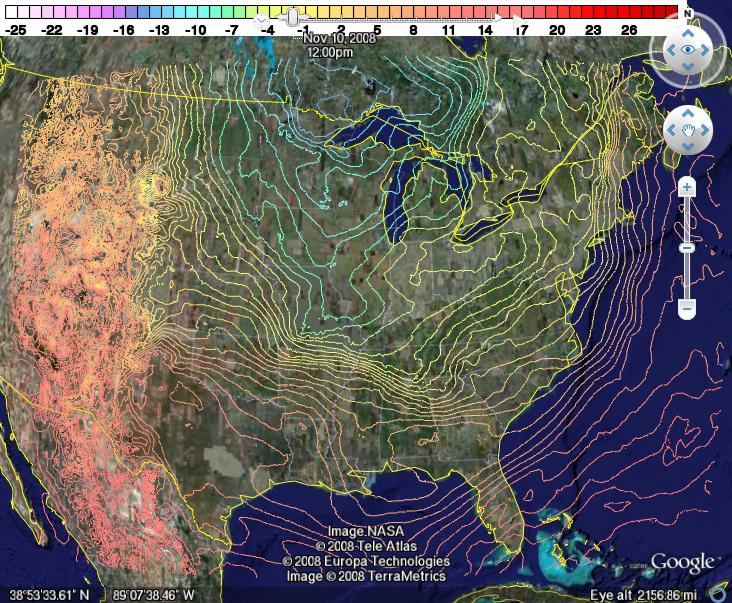 -25 -22 -19 -16 -13 -10 -7 -4 -1 2 5 8 11 14 17 20 23 26
N
Nov 10, 2008
12:00pm
Image NASA
© 2008 Tele Atlas
© 2008 Europa Technologies
Image © 2008 TerraMetrics
Google
38°53'33.61" N 89°07'38.46" W Eye alt 2156.86 mi